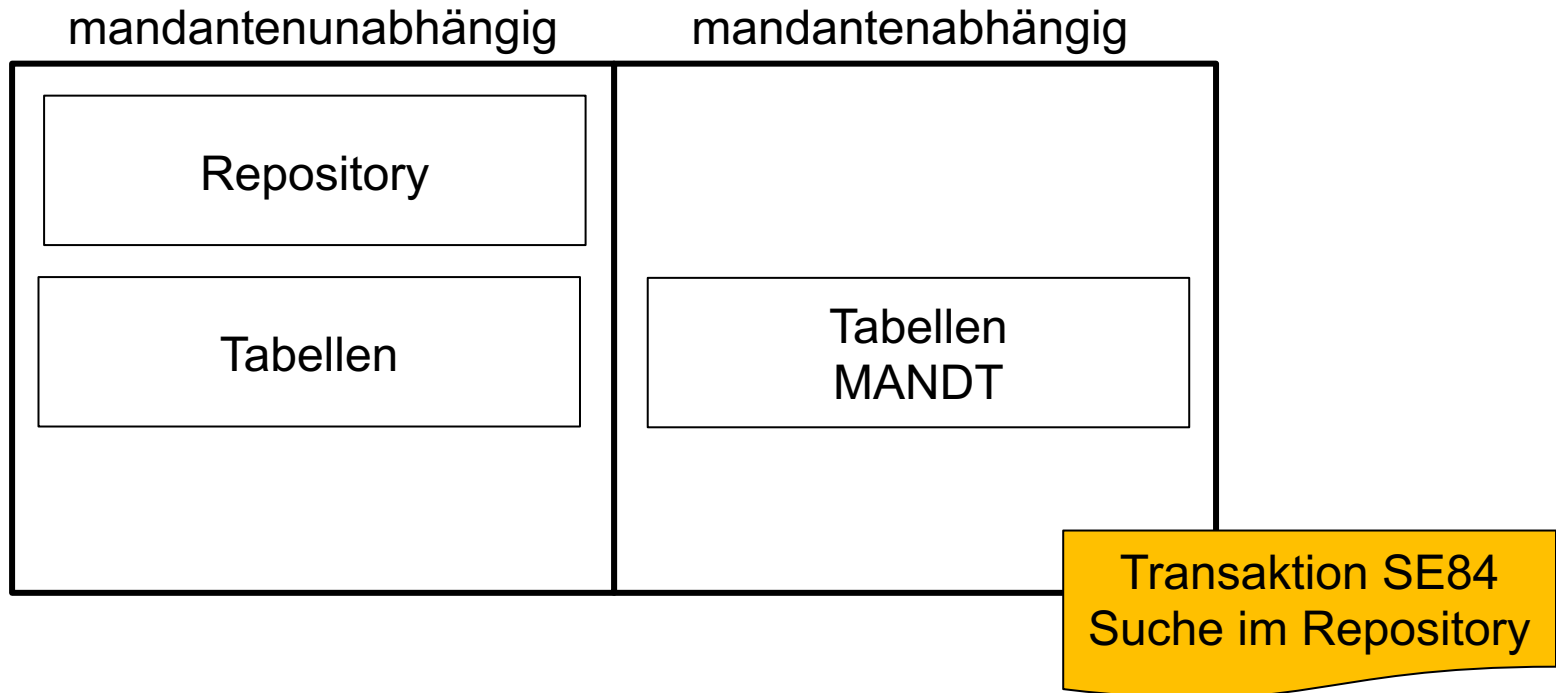 mandantenunabhängig
mandantenabhängig
Repository
Tabellen
Tabellen
MANDT
Transaktion SE84
Suche im Repository